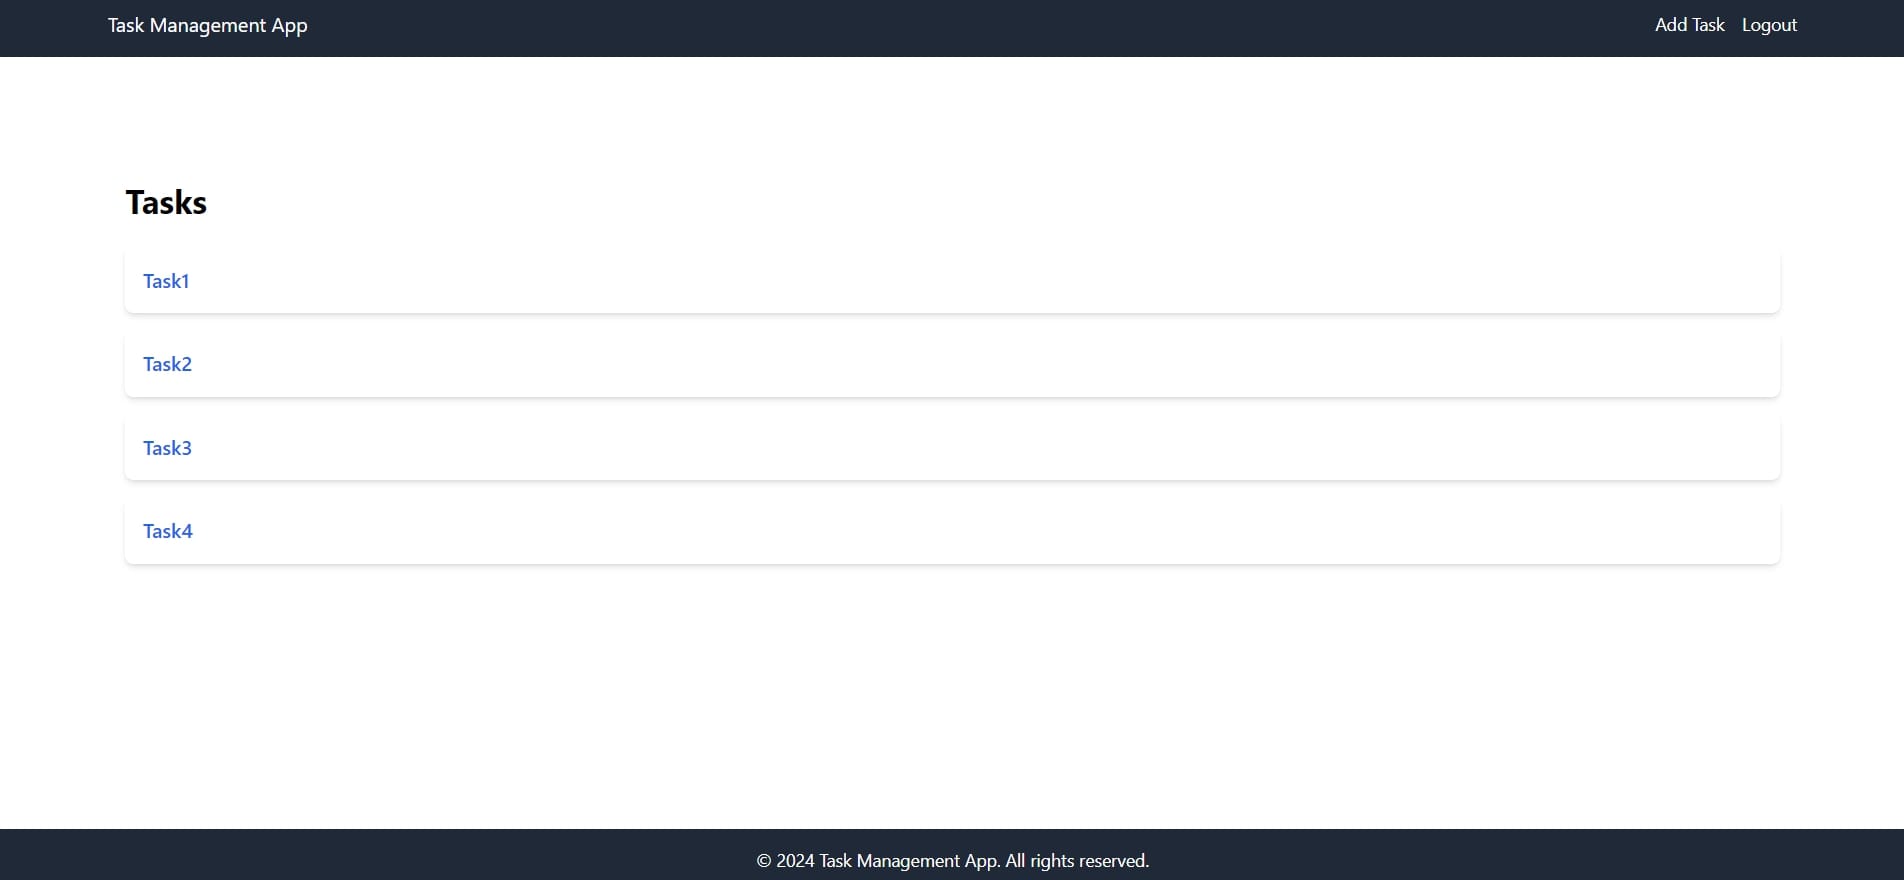 Task Management App
Add Task Logout
Tasks
Task1
Task2
Task3
Task4
© 2024 Task Management App. All rights reserved.